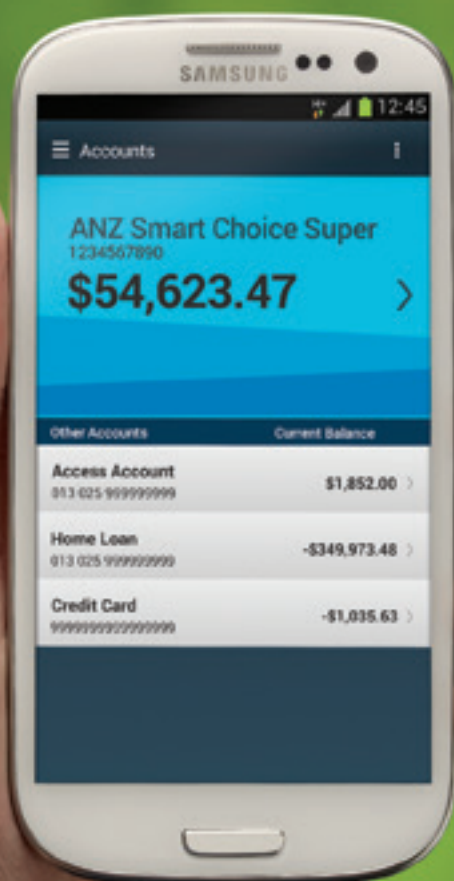 SAMSUNG
12:45
Accounts
ANZ Smart Choice Super
1234567890
$54,623.47
Other Accounts Current Balance
Access Account
013 025 999999999
$1,852.00
Home Loan
013 025 999999999
-$349,973.48
Credit Card
9999999999999999
-$1,035.63